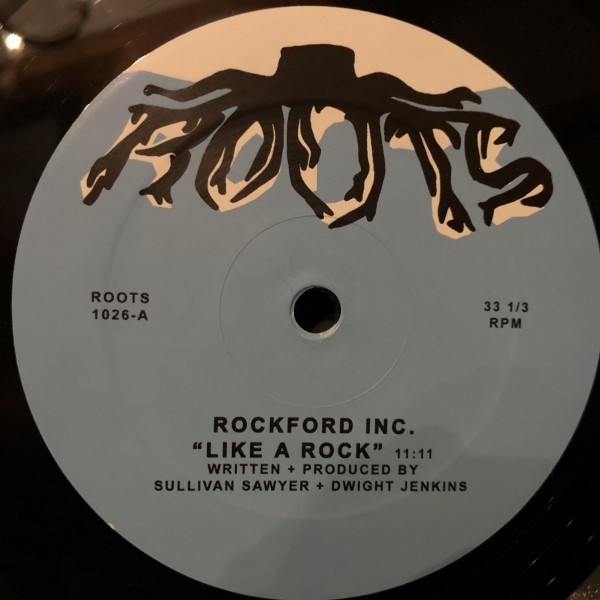 ROOTS
ROOTS
1026-A
33 1/3
RPM
ROCKFORD INC.
“LIKE A ROCK” 11:11
WRITTEN + PRODUCED BY
SULLIVAN SAWYER + DWIGHT JENKINS